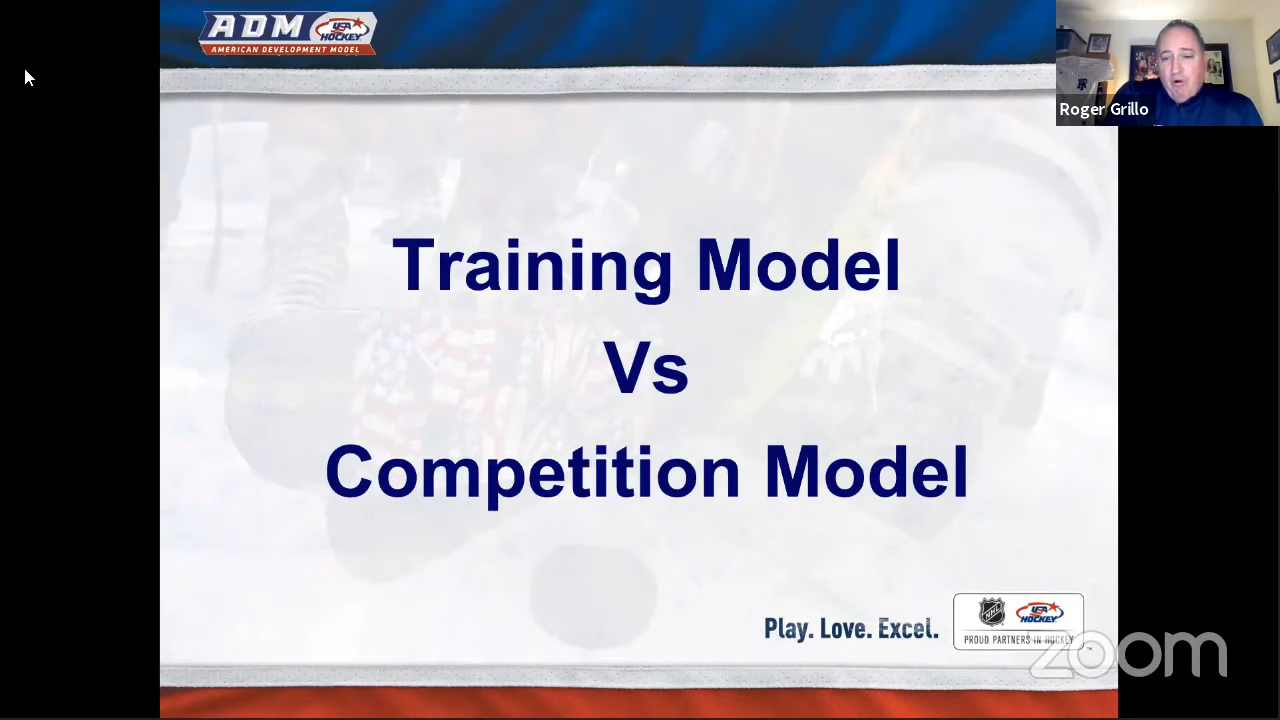 ADM
USA
HOCKEY
AMERICAN DEVELOPMENT MODEL
Roger Grillo
Training Model
Vs
Competition Model
Play. Love. Excel.
NHL
USA
HOCKEY
PROUD PARTNERS IN HOCKEY
zoom